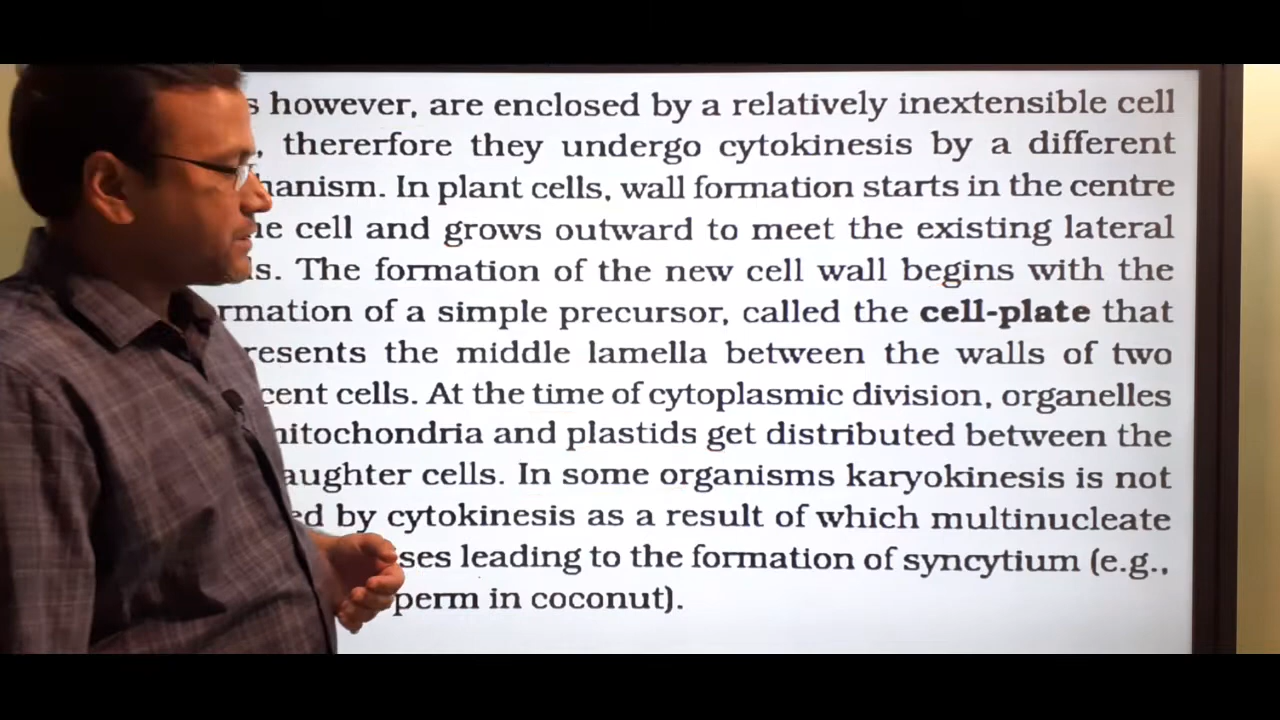 however, are enclosed by a relatively inextensible cell
, thererfore they undergo cytokinesis by a different
hanism. In plant cells, wall formation starts in the centre
cell and grows outward to meet the existing lateral
ls. The formation of the new cell wall begins with the
rmation of a simple precursor, called the cell-plate that
resents the middle lamella between the walls of two
cent cells. At the time of cytoplasmic division, organelles
mitochondria and plastids get distributed between the
aughter cells. In some organisms karyokinesis is not
ed by cytokinesis as a result of which multinucleate
ses leading to the formation of syncytium (e.g.,
perm in coconut).